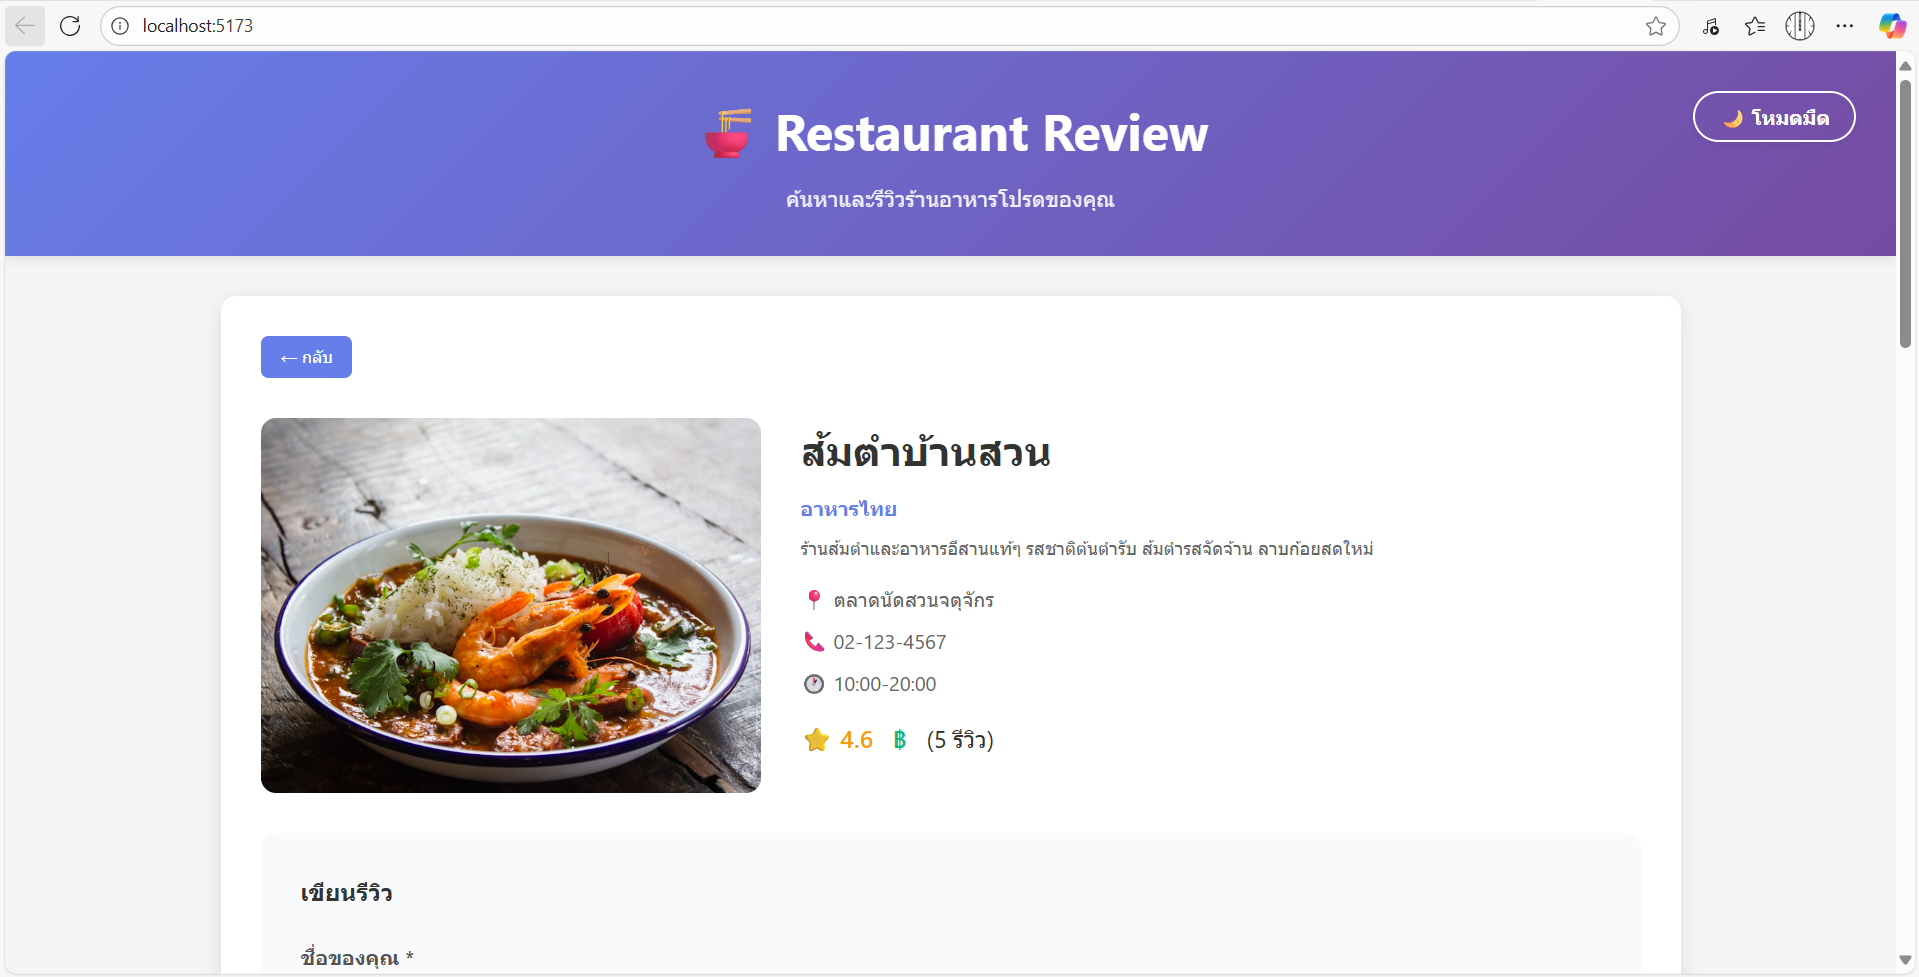 localhost:5173
Restaurant Review
ค้นหาและรีวิวร้านอาหารโปรดของคุณ
🌙 โหมดมืด
← กลับ
ส้มตำบ้านสวน
อาหารไทย
ร้านส้มตำและอาหารอีสานแท้ๆ รสชาติต้นตำรับ ส้มตำรสจัดจ้าน ลาบก้อยสดใหม่
📍 ตลาดนัดสวนจตุจักร
📞 02-123-4567
🕐 10:00-20:00
⭐ 4.6 ฿ (5 รีวิว)
เขียนรีวิว
ชื่อของคุณ *